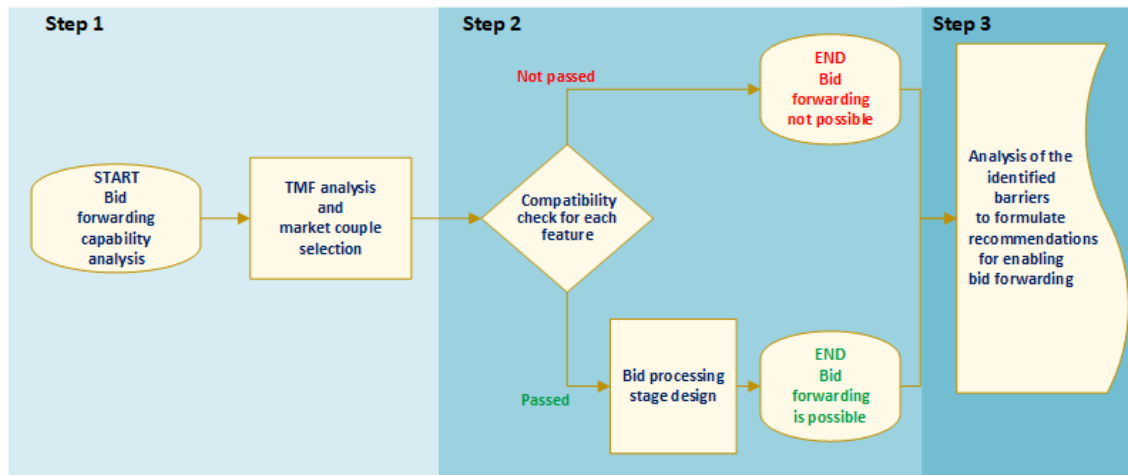 Step 1
START
Bid
forwarding
capability
analysis
TMF analysis
and
market couple
selection
Step 2
Not passed
END
Bid
forwarding
not possible
Compatibility
check for each
feature
Passed
Bid processing
stage design
END
Bid
forwarding
is possible
Step 3
Analysis of the
identified
barriers
to formulate
recommendations
for enabling
bid forwarding